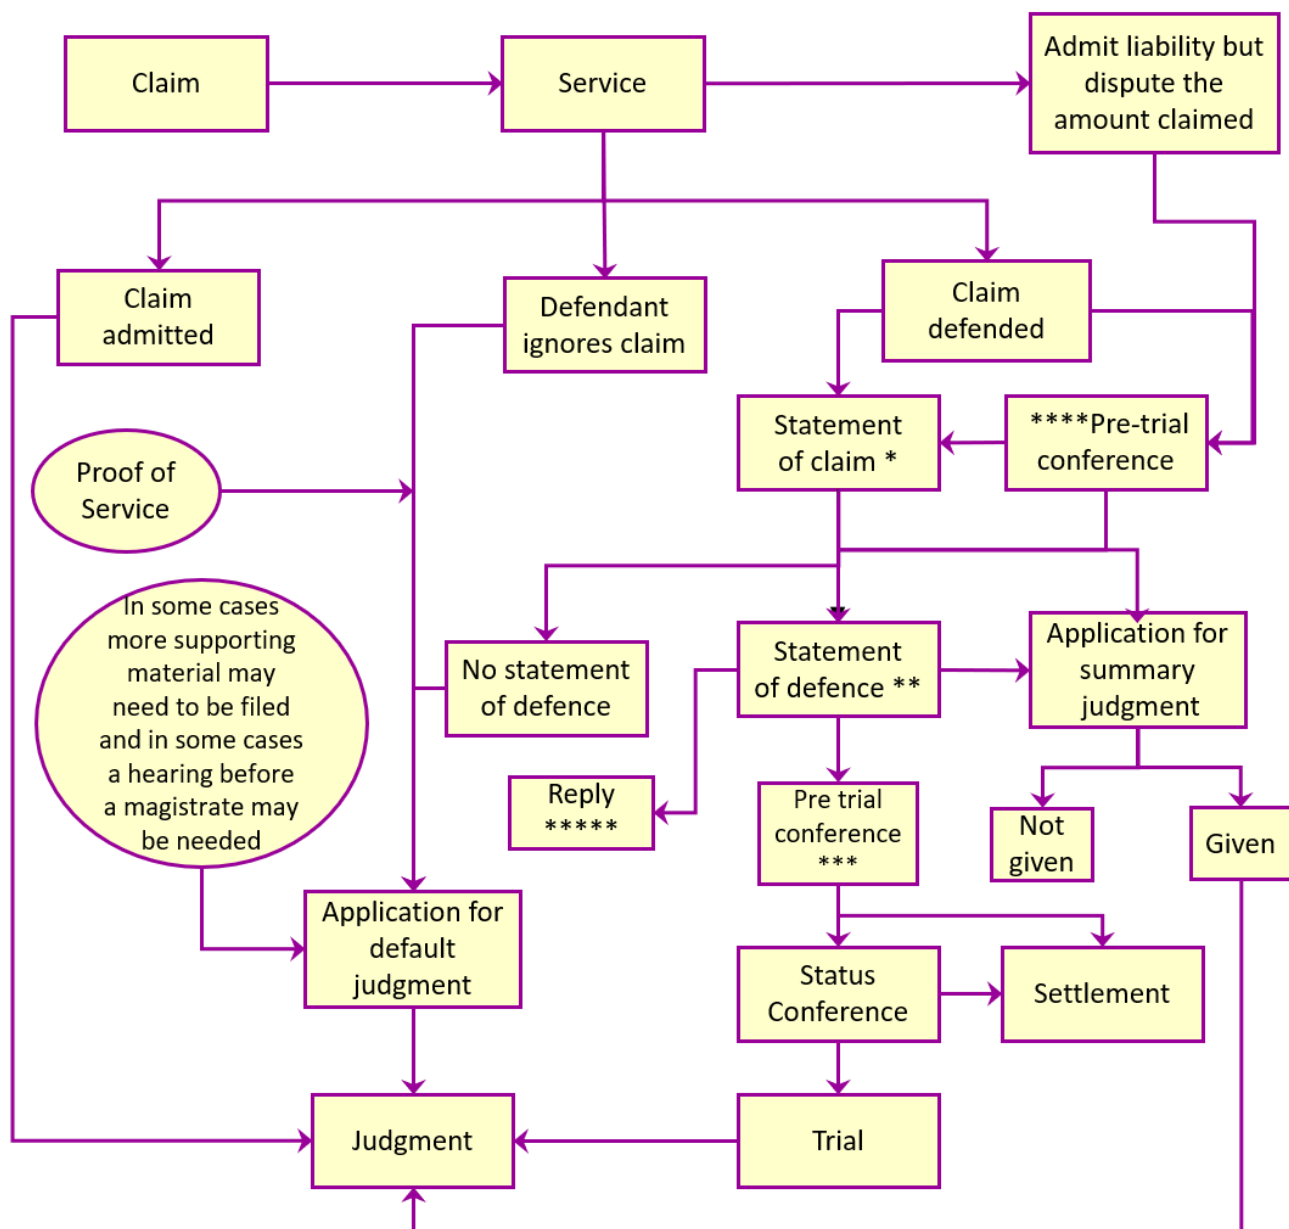 Claim
Service
Admit liability but
dispute the
amount claimed
Claim
admitted
Defendant
ignores claim
Claim
defended
Statement
of claim *
****Pre-trial
conference
Proof of
Service
In some cases
more supporting
material may
need to be filed
and in some cases
a hearing before
a magistrate may
be needed
No statement
of defence
Statement
of defence **
Application for
summary
judgment
Reply
*****
Pre trial
conference
***
Not
given
Given
Application for
default
judgment
Status
Conference
Settlement
Judgment
Trial